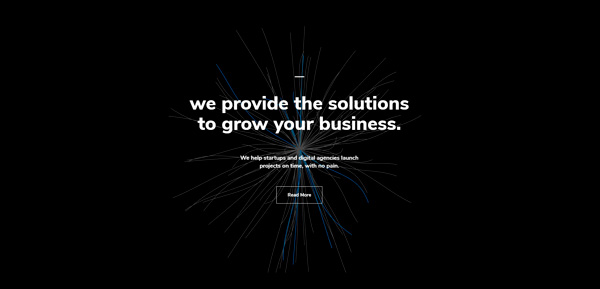 we provide the solutions
to grow your business.
We help startups and digital agencies launch
projects on time, with no pain.
Read More